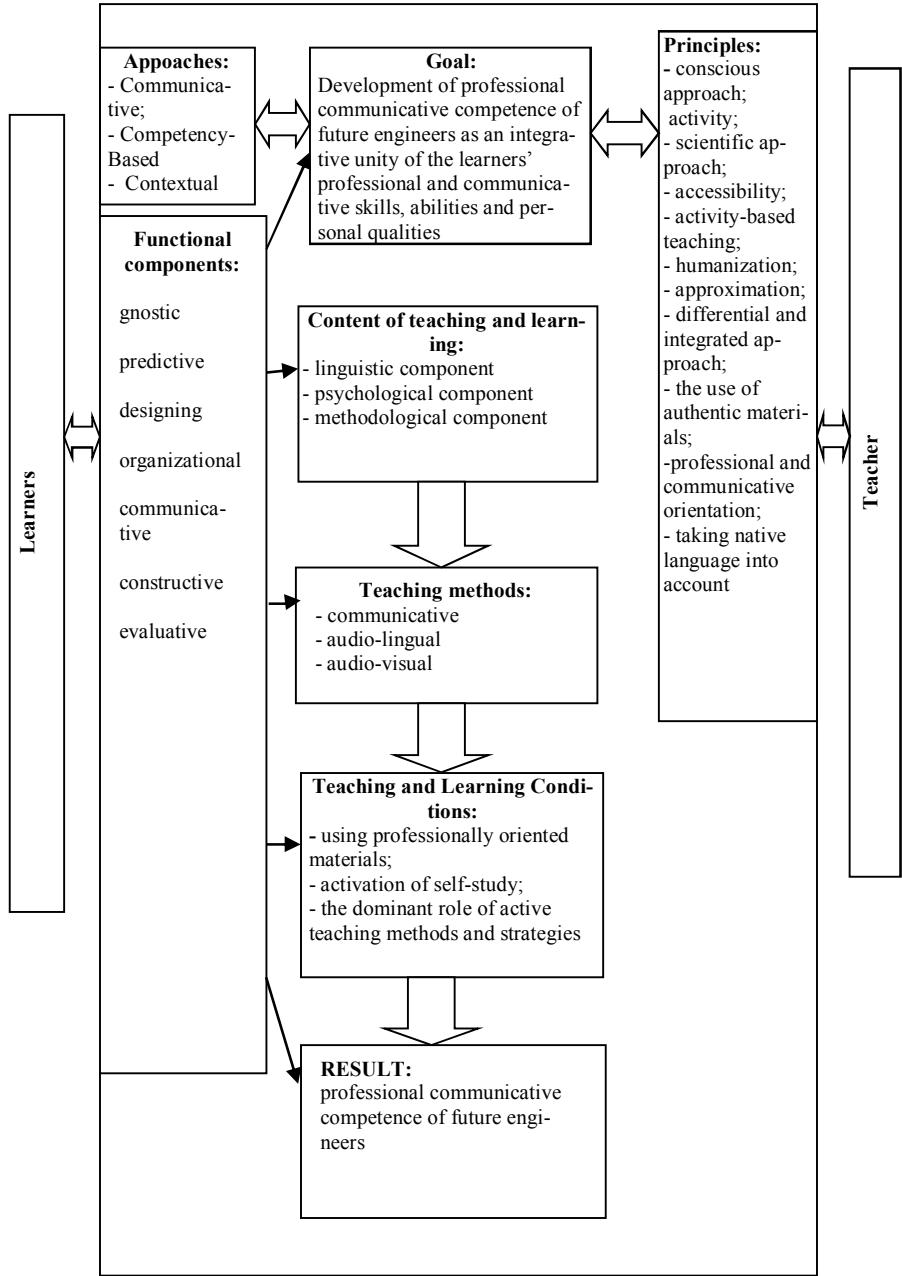 Learners
Appoaches:
- Communica-
tive;
- Competency-
Based
- Contextual
Goal:
Development of professional
communicative competence of
future engineers as an integra-
tive unity of the learners’
professional and communica-
tive skills, abilities and per-
sonal qualities
Principles:
- conscious
approach;
activity;
- scientific ap-
proach;
- accessibility;
- activity-based
teaching;
- humanization;
- approximation;
- differential and
integrated ap-
proach;
- the use of
authentic materi-
als;
-professional and
communicative
orientation;
- taking native
language into
account
Teacher
Functional
components:
gnostic
predictive
designing
organizational
communica-
tive
constructive
evaluative
Content of teaching and learn-
ing:
- linguistic component
- psychological component
- methodological component
Teaching methods:
- communicative
- audio-lingual
- audio-visual
Teaching and Learning Condi-
tions:
- using professionally oriented
materials;
- activation of self-study;
- the dominant role of active
teaching methods and strategies
RESULT:
professional communicative
competence of future engi-
neers